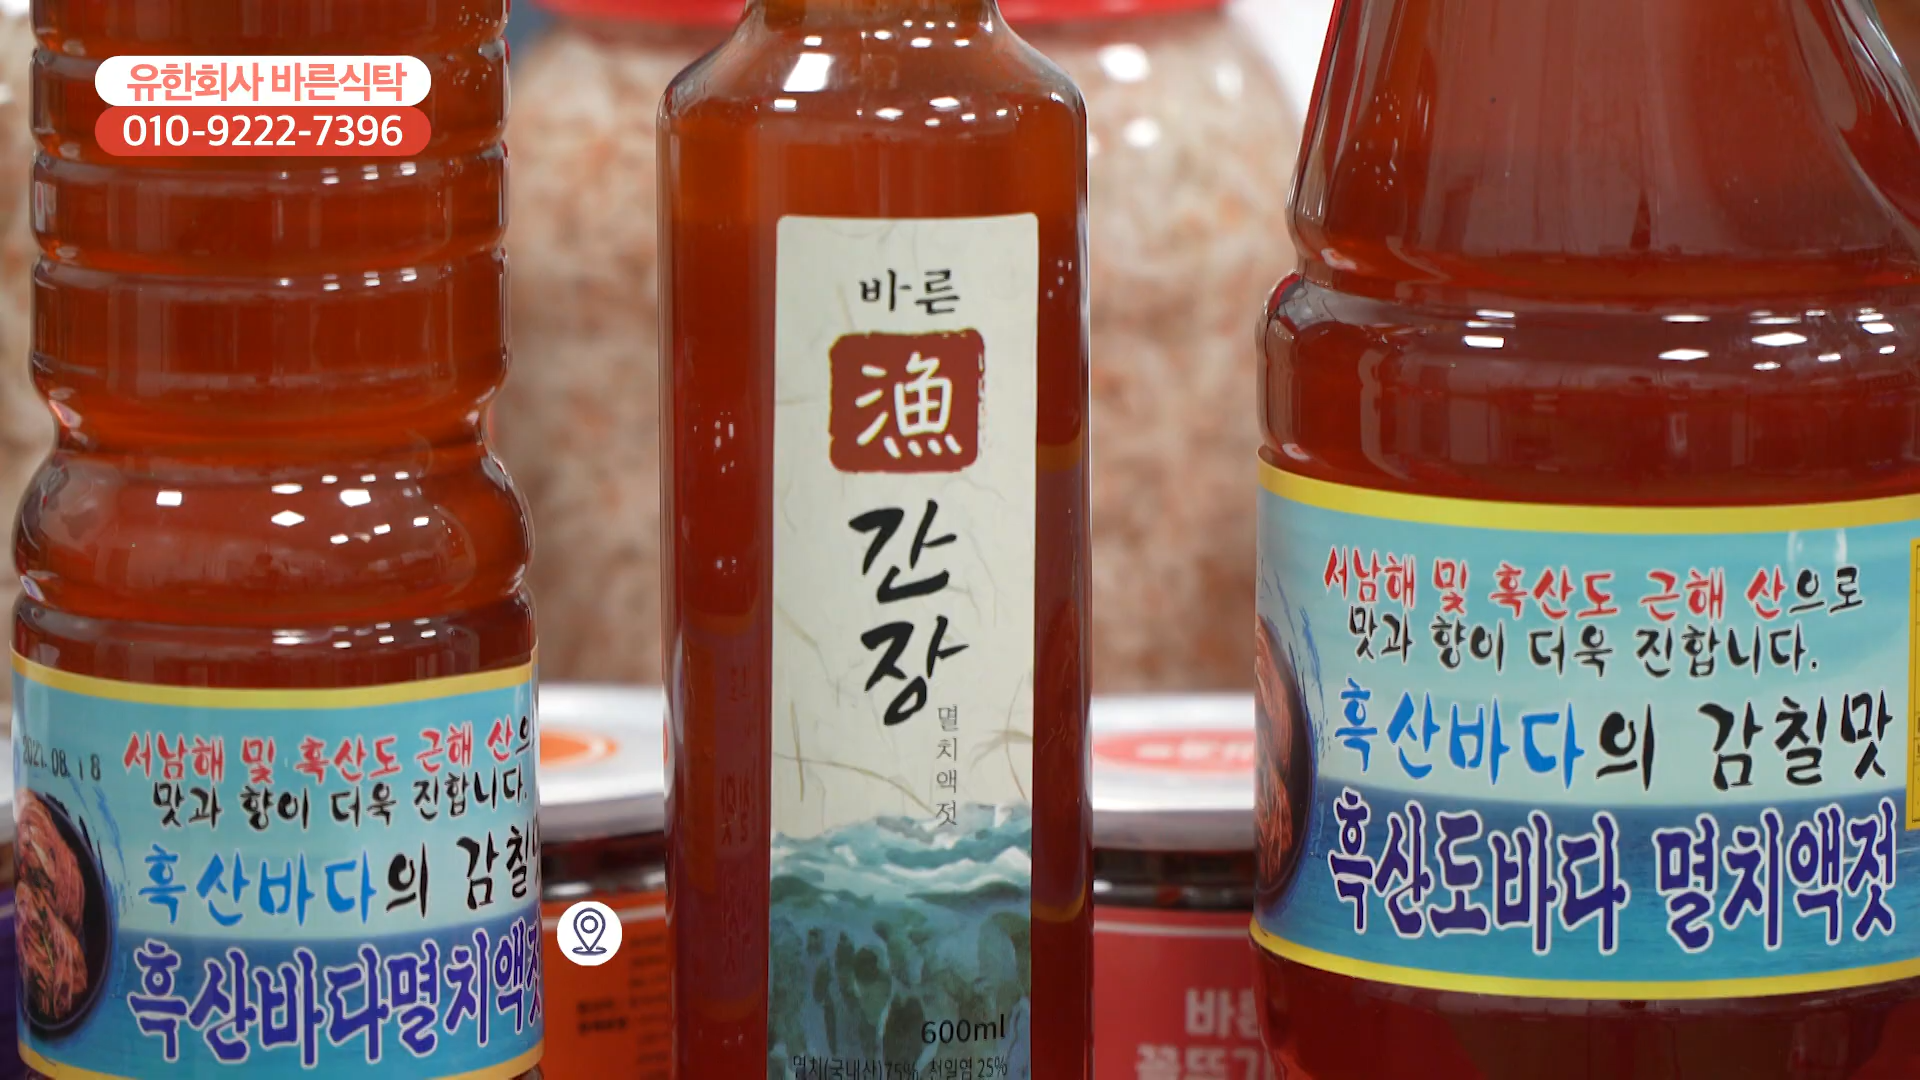 유한회사 바른식탁
010-9222-7396
바른
漁
간
장
멸치액젓
600ml
멸치(국내산)75%, 천일염 25%
서남해 및 흑산도 근해 산으
맛과 향이 더욱 진합니다.
흑산바다의 감칠
흑산바다멸치액젓
서남해 및 흑산도 근해 산으로
맛과 향이 더욱 진합니다.
흑산바다의 감칠맛
흑산도바다 멸치액젓
바른